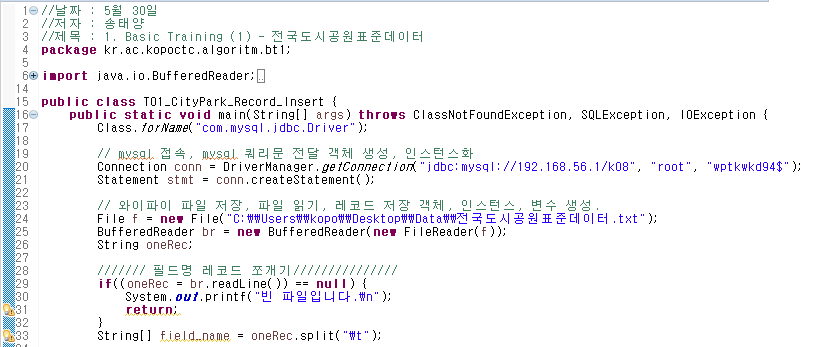 1 //날짜 : 5월 30일
2 //저자 : 송태양
3 //제목 : 1. Basic Training (1) - 전국도시공원표준데이터
4 package kr.ac.kopoctc.algoritm.bt1;
5
6 import java.io.BufferedReader;
14
15 public class T01_CityPark_Record_Insert {
16 public static void main(String[] args) throws ClassNotFoundException, SQLException, IOException {
17 Class.forName("com.mysql.jdbc.Driver");
18
19 // mysql 접속, mysql 쿼리문 전달 객체 생성, 인스턴스화
20 Connection conn = DriverManager.getConnection("jdbc:mysql://192.168.56.1/k08", "root", "wptkwkd94$");
21 Statement stmt = conn.createStatement();
22
23 // 와이파이 파일 저장, 파일 읽기, 레코드 저장 객체, 인스턴스, 변수 생성.
24 File f = new File("C:₩₩Users₩₩kopo₩₩Desktop₩₩Data₩₩전국도시공원표준데이터.txt");
25 BufferedReader br = new BufferedReader(new FileReader(f));
26 String oneRec;
27
28 /////// 필드명 레코드 쪼개기///////////////
29 if((oneRec = br.readLine()) == null) {
30 System.out.printf("빈 파일입니다.₩n");
31 return;
32 }
33 String[] field_name = oneRec.split("₩t");